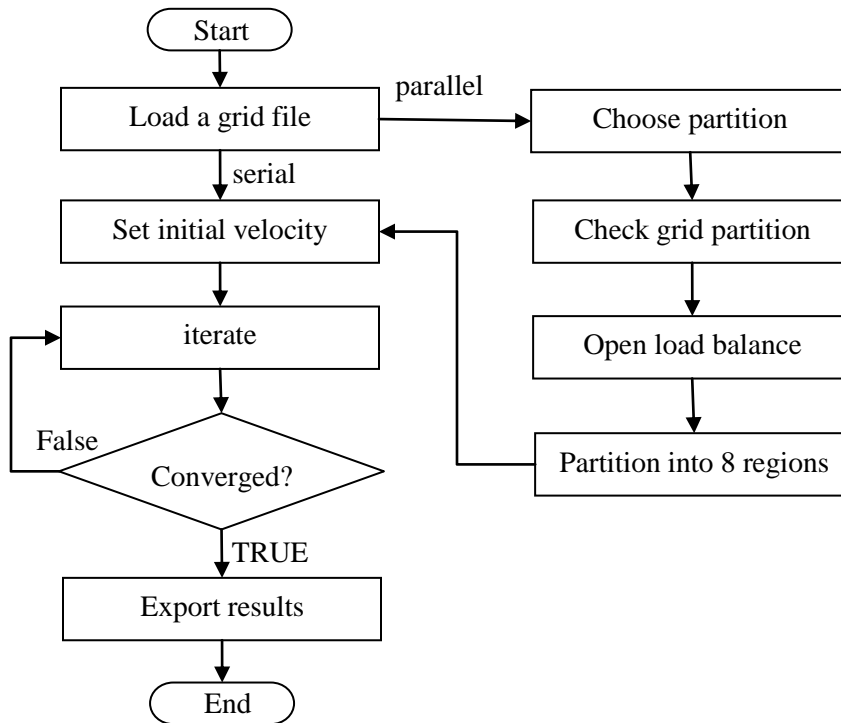 Start
Load a grid file
parallel
Choose partition
serial
Set initial velocity
Check grid partition
iterate
Open load balance
False
Converged?
Partition into 8 regions
TRUE
Export results
End